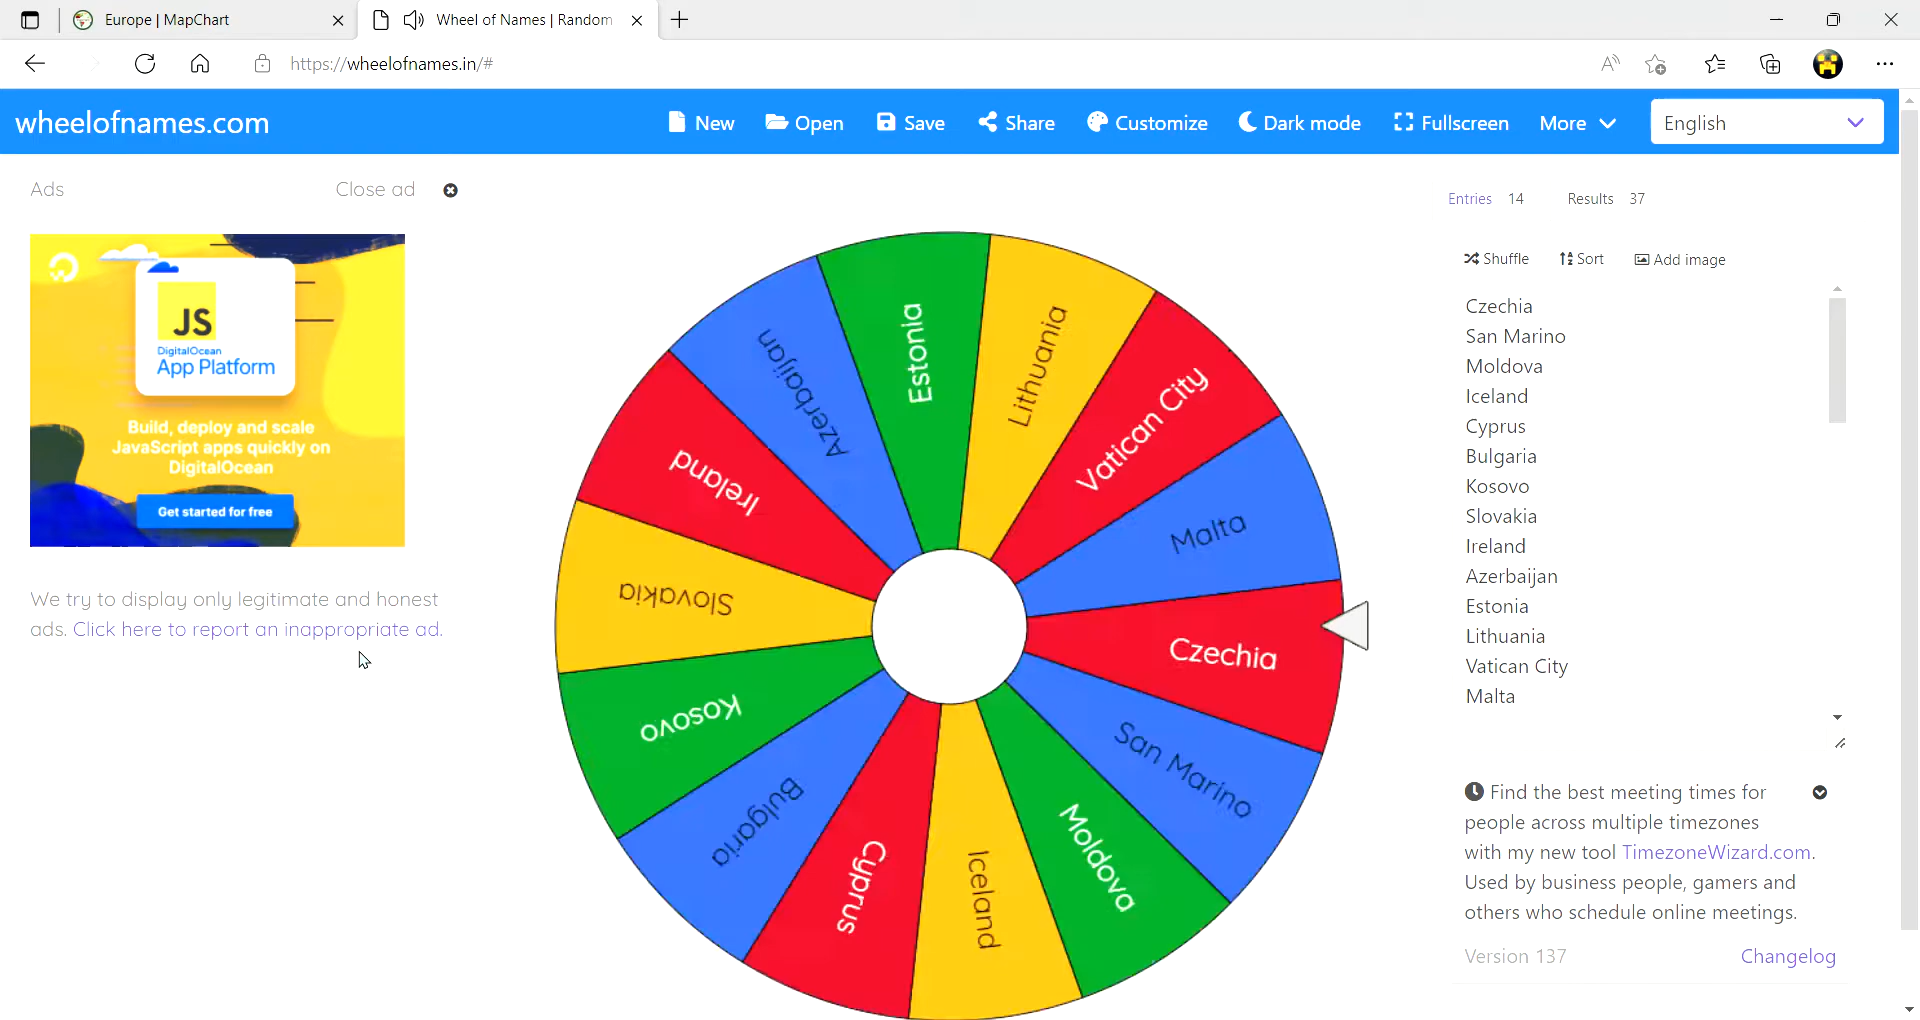 Europe | MapChart
Wheel of Names | Random
https://wheelofnames.in/#
wheelofnames.com
New
Open
Save
Share
Customize
Dark mode
Fullscreen
More
English
Ads
Close ad
JS
DigitalOcean
App Platform
Build, deploy and scale
JavaScript apps quickly on
DigitalOcean
Get started for free
We try to display only legitimate and honest
ads. Click here to report an inappropriate ad.
Estonia
Lithuania
Vatican City
Malta
Czechia
San Marino
Moldova
Iceland
Cyprus
Bulgaria
Kosovo
Slovakia
Ireland
Azerbaijan
Entries 14
Results 37
Shuffle
Sort
Add image
Czechia
San Marino
Moldova
Iceland
Cyprus
Bulgaria
Kosovo
Slovakia
Ireland
Azerbaijan
Estonia
Lithuania
Vatican City
Malta
Find the best meeting times for
people across multiple timezones
with my new tool TimezoneWizard.com.
Used by business people, gamers and
others who schedule online meetings.
Version 137
Changelog